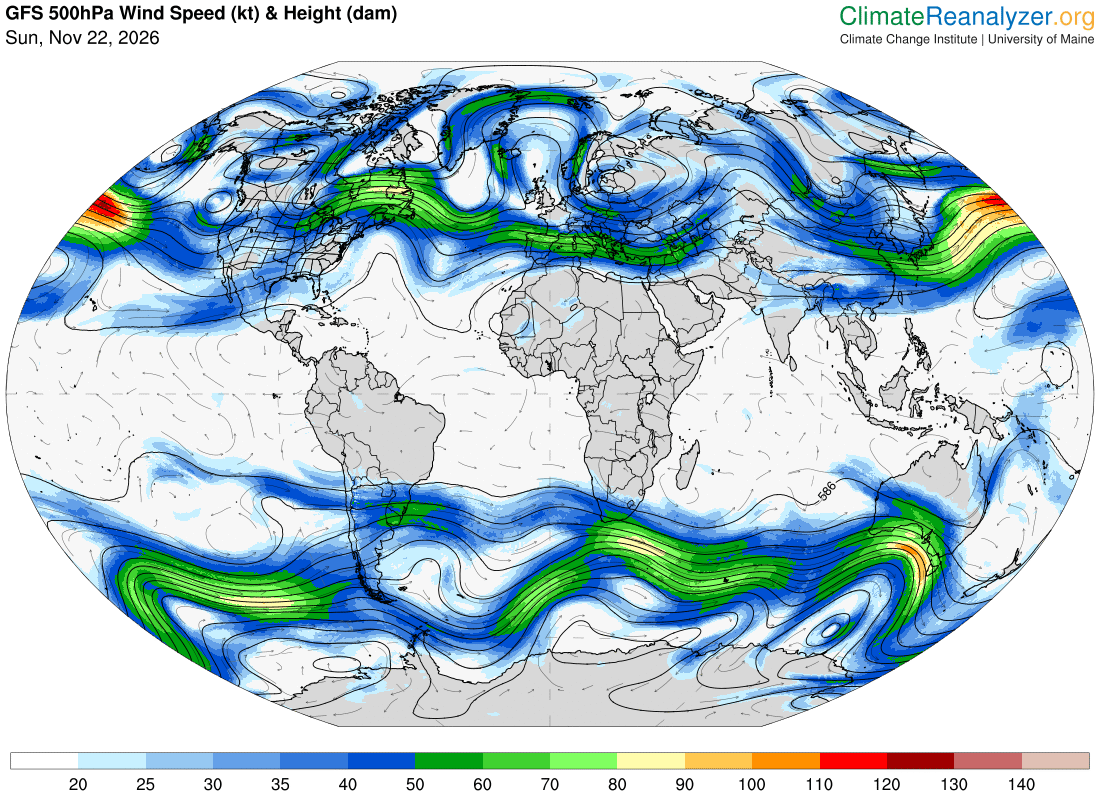 GFS 500hPa Wind Speed (kt) & Height (dam)
Sun, Nov 22, 2026
ClimateReanalyzer.org
Climate Change Institute | University of Maine
586
20 25 30 35 40 50 60 70 80 90 100 110 120 130 140